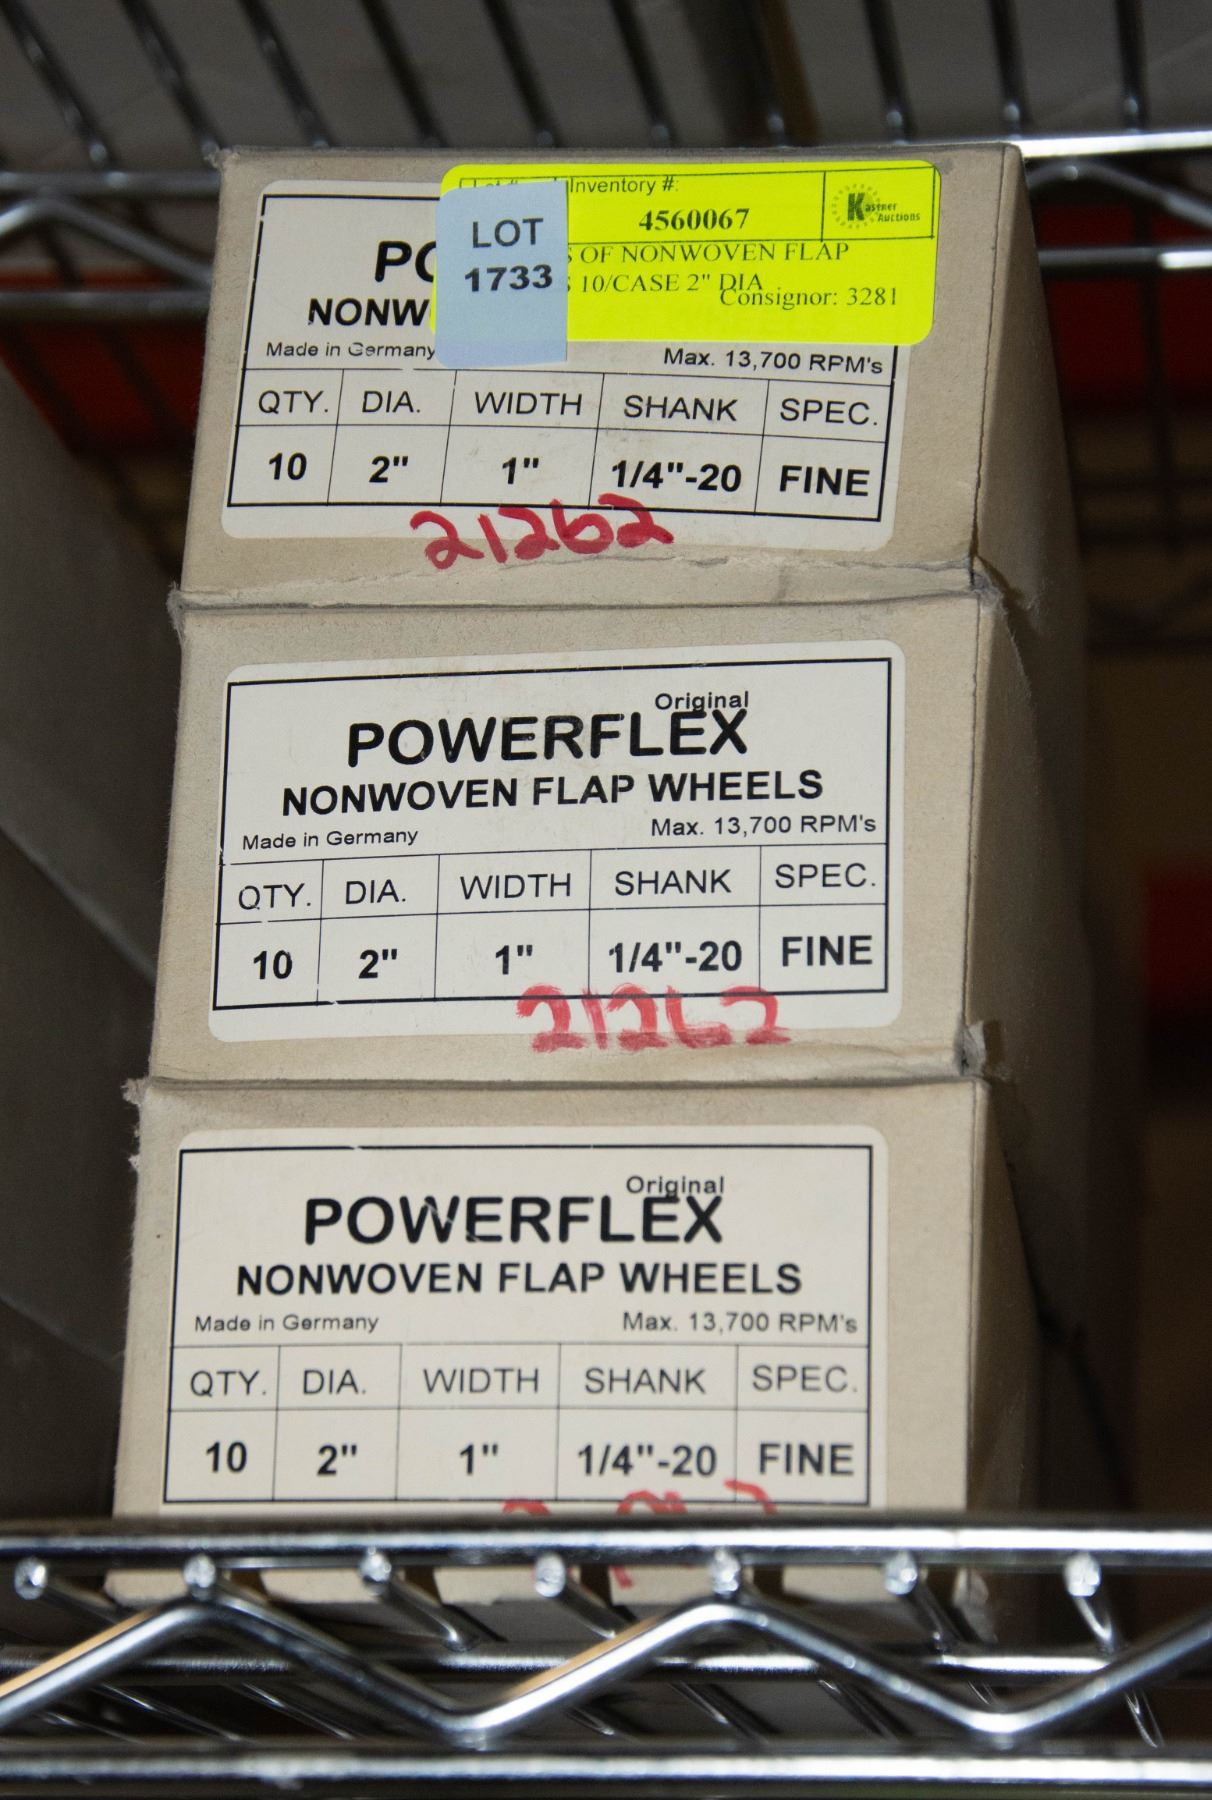 Inventory #:
4560067
Kastner
Auctions
LOT
1733
OF NONWOVEN FLAP
10/CASE 2" DIA
Consignor: 3281
Made in Germany
Max. 13,700 RPM's
QTY. DIA. WIDTH SHANK SPEC.
10 2" 1" 1/4"-20 FINE
21262
Original
POWERFLEX
NONWOVEN FLAP WHEELS
Made in Germany Max. 13,700 RPM's
QTY. DIA. WIDTH SHANK SPEC.
10 2" 1" 1/4"-20 FINE
21262
Original
POWERFLEX
NONWOVEN FLAP WHEELS
Made in Germany Max. 13,700 RPM's
QTY. DIA. WIDTH SHANK SPEC.
10 2" 1" 1/4"-20 FINE